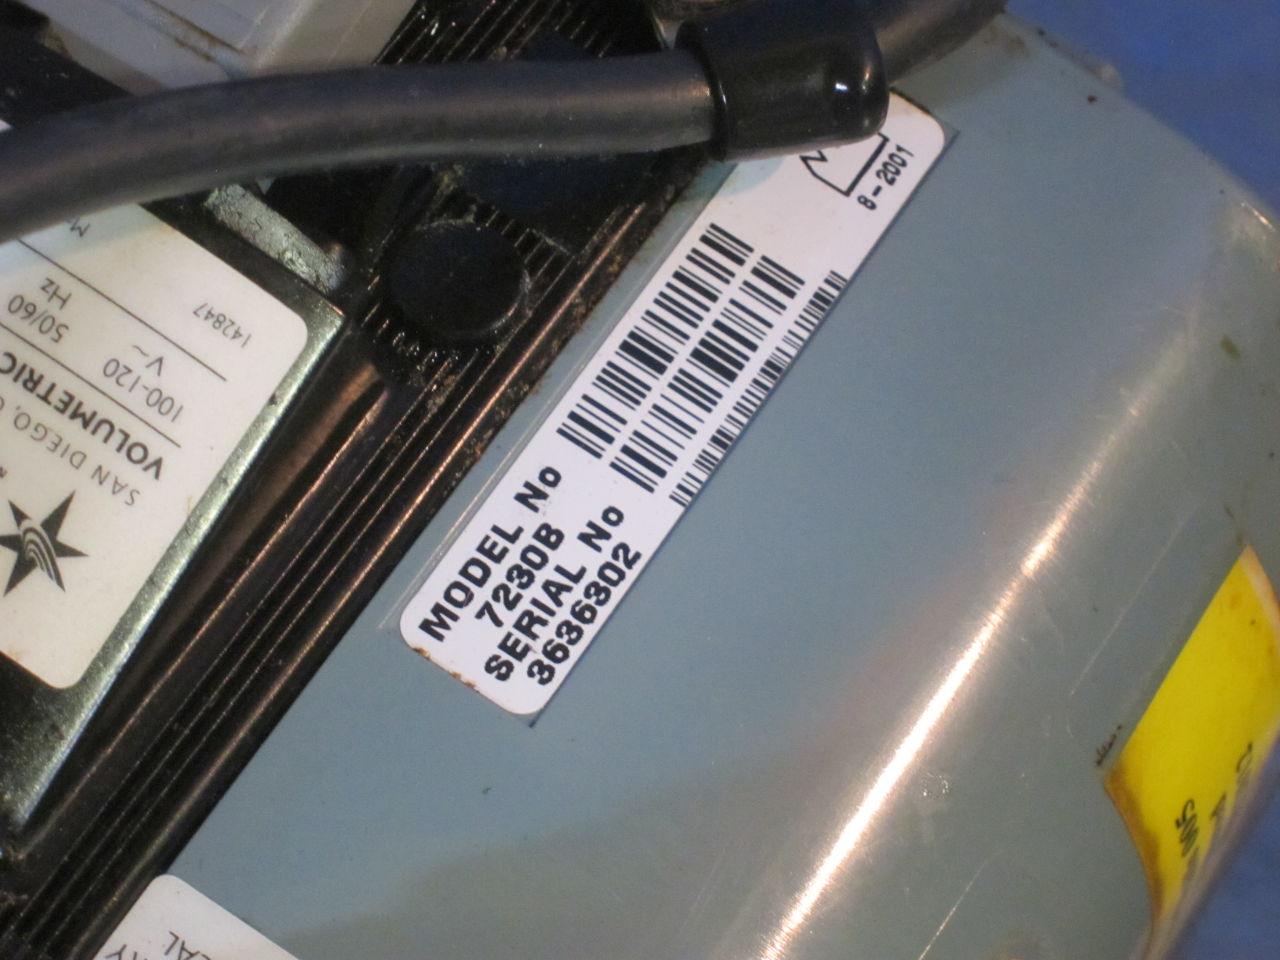 MODEL No
7230B
SERIAL No
3636302
8-2001
142847
50/60
Hz
100-120
V~
VOLUMETRIC
SAN DIEGO,